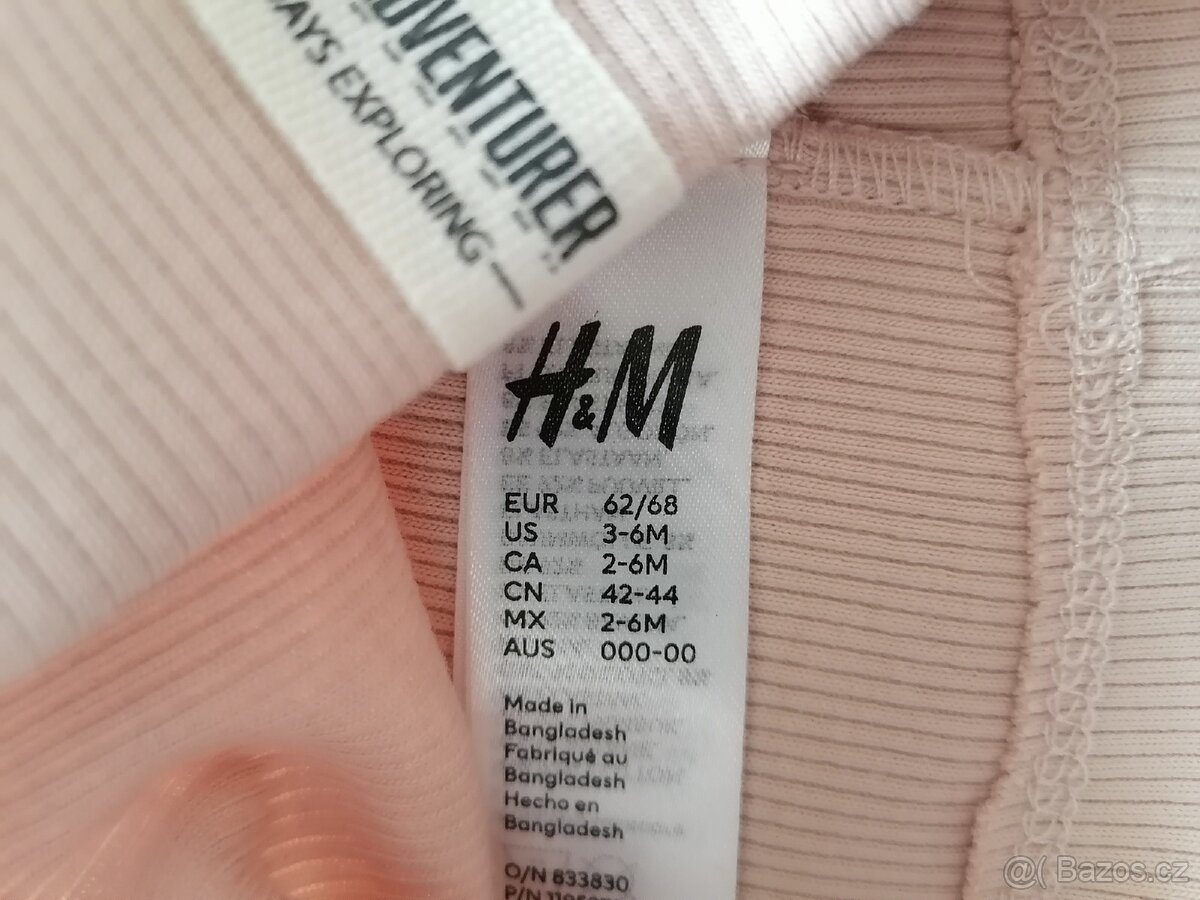 DVENTURER
AYS EXPLORING —
H&M
EUR 62/68
US 3-6M
CA 2-6M
CN 42-44
MX 2-6M
AUS 000-00
Made in
Bangladesh
Fabriqué au
Bangladesh
Hecho en
Bangladesh
O/N 833830
P/N
@( Bazos.cz